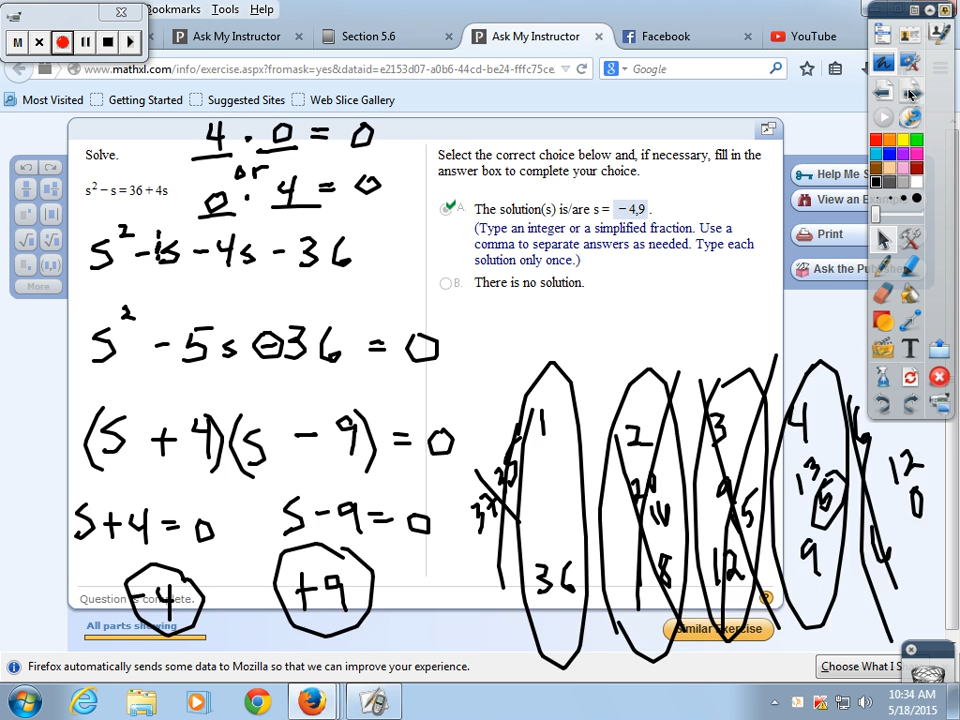 Bookmarks Tools Help
M
Ask My Instructor
Section 5.6
Ask My Instructor
Facebook
YouTube
www.mathxl.com/info/exercise.aspx?fromask=yes&dataid=e2153d07-a0b6-44cd-be24-fffc75ce
Google
Most Visited
Getting Started
Suggested Sites
Web Slice Gallery
4 · 0 = 0
or
0 · 4 = 0
Solve.
s² − s = 36 + 4s
s² - 1s - 4s - 36
s² - 5s - 36 = 0
(s + 4)(s - 9) = 0
s + 4 = 0 s - 9 = 0
- 4 + 9
Select the correct choice below and, if necessary, fill in the
answer box to complete your choice.
A. The solution(s) is/are s = − 4,9 .
(Type an integer or a simplified fraction. Use a
comma to separate answers as needed. Type each
solution only once.)
B. There is no solution.
1 2 3 4 6
13 5 12 0
36 18 12 9 6
More
Help Me S
View an Ex
Print
Ask the Pu
Question is complete.
All parts showing
Similar Exercise
Firefox automatically sends some data to Mozilla so that we can improve your experience.
Choose What I S
10:34 AM
5/18/2015